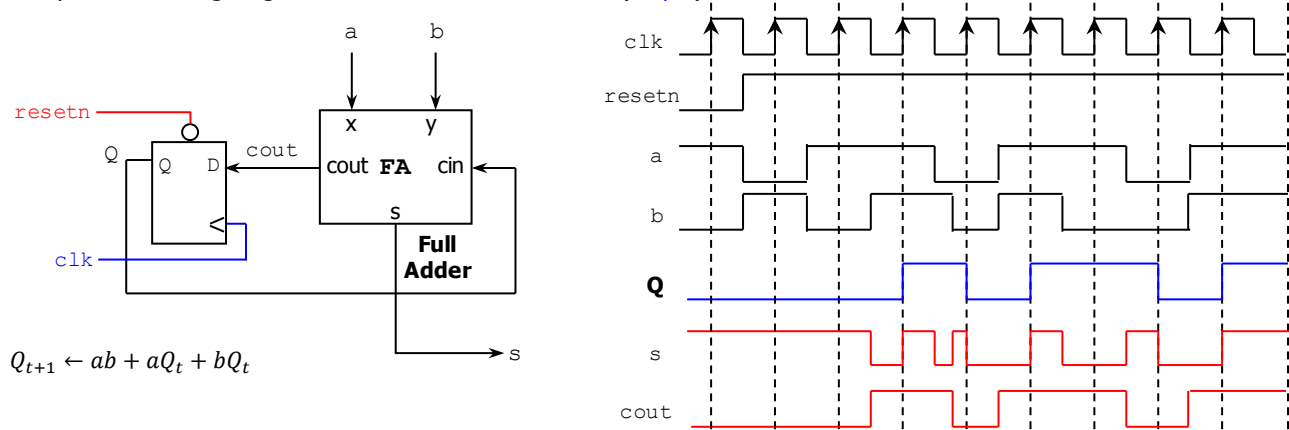 a b
resetn
x y
Q Q D cout cout FA cin
s
clk
Full
Adder
s
Q_{t+1} ← ab + aQ_t + bQ_t
clk
resetn
a
b
Q
s
cout